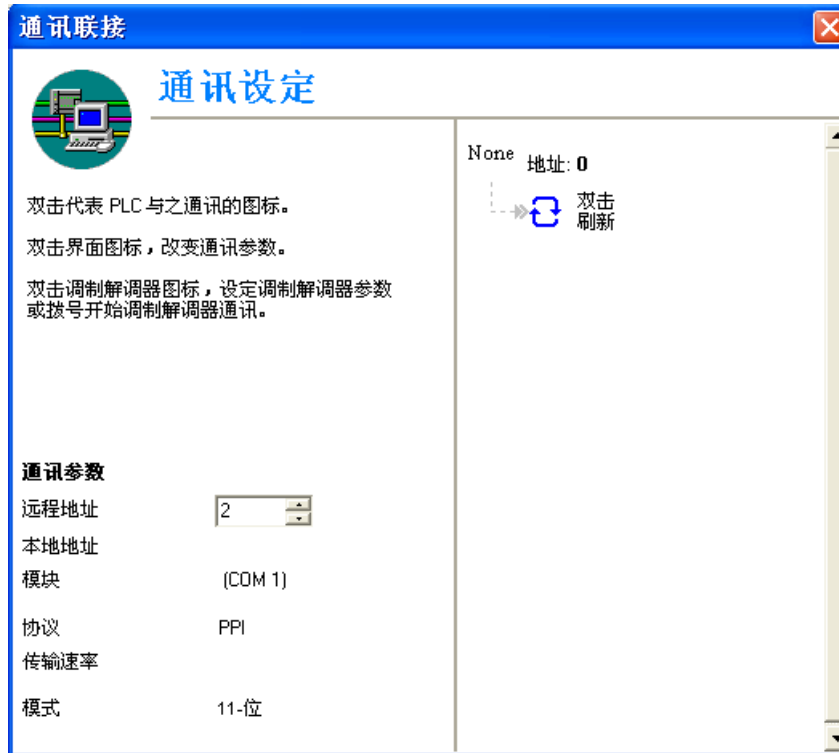 通讯联接
通讯设定
双击代表 PLC 与之通讯的图标。
双击界面图标，改变通讯参数。
双击调制解调器图标，设定调制解调器参数
或拨号开始调制解调器通讯。
通讯参数
远程地址 2
本地地址
模块 (COM 1)
协议 PPI
传输速率
模式 11-位
None 地址: 0
双击
刷新